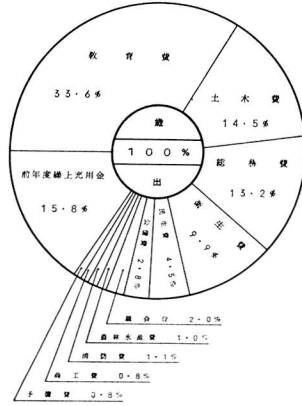 教育費
33.6%
土木費
14.5%
総務費
13.2%
衛生費
9.9%
民生費
4.5%
公債費
2.8%
前年度繰上充用金
15.8%
歳
100%
出
議会費 2.0%
農林水産費 1.0%
消防費 1.1%
商工費 0.8%
予備費 0.8%